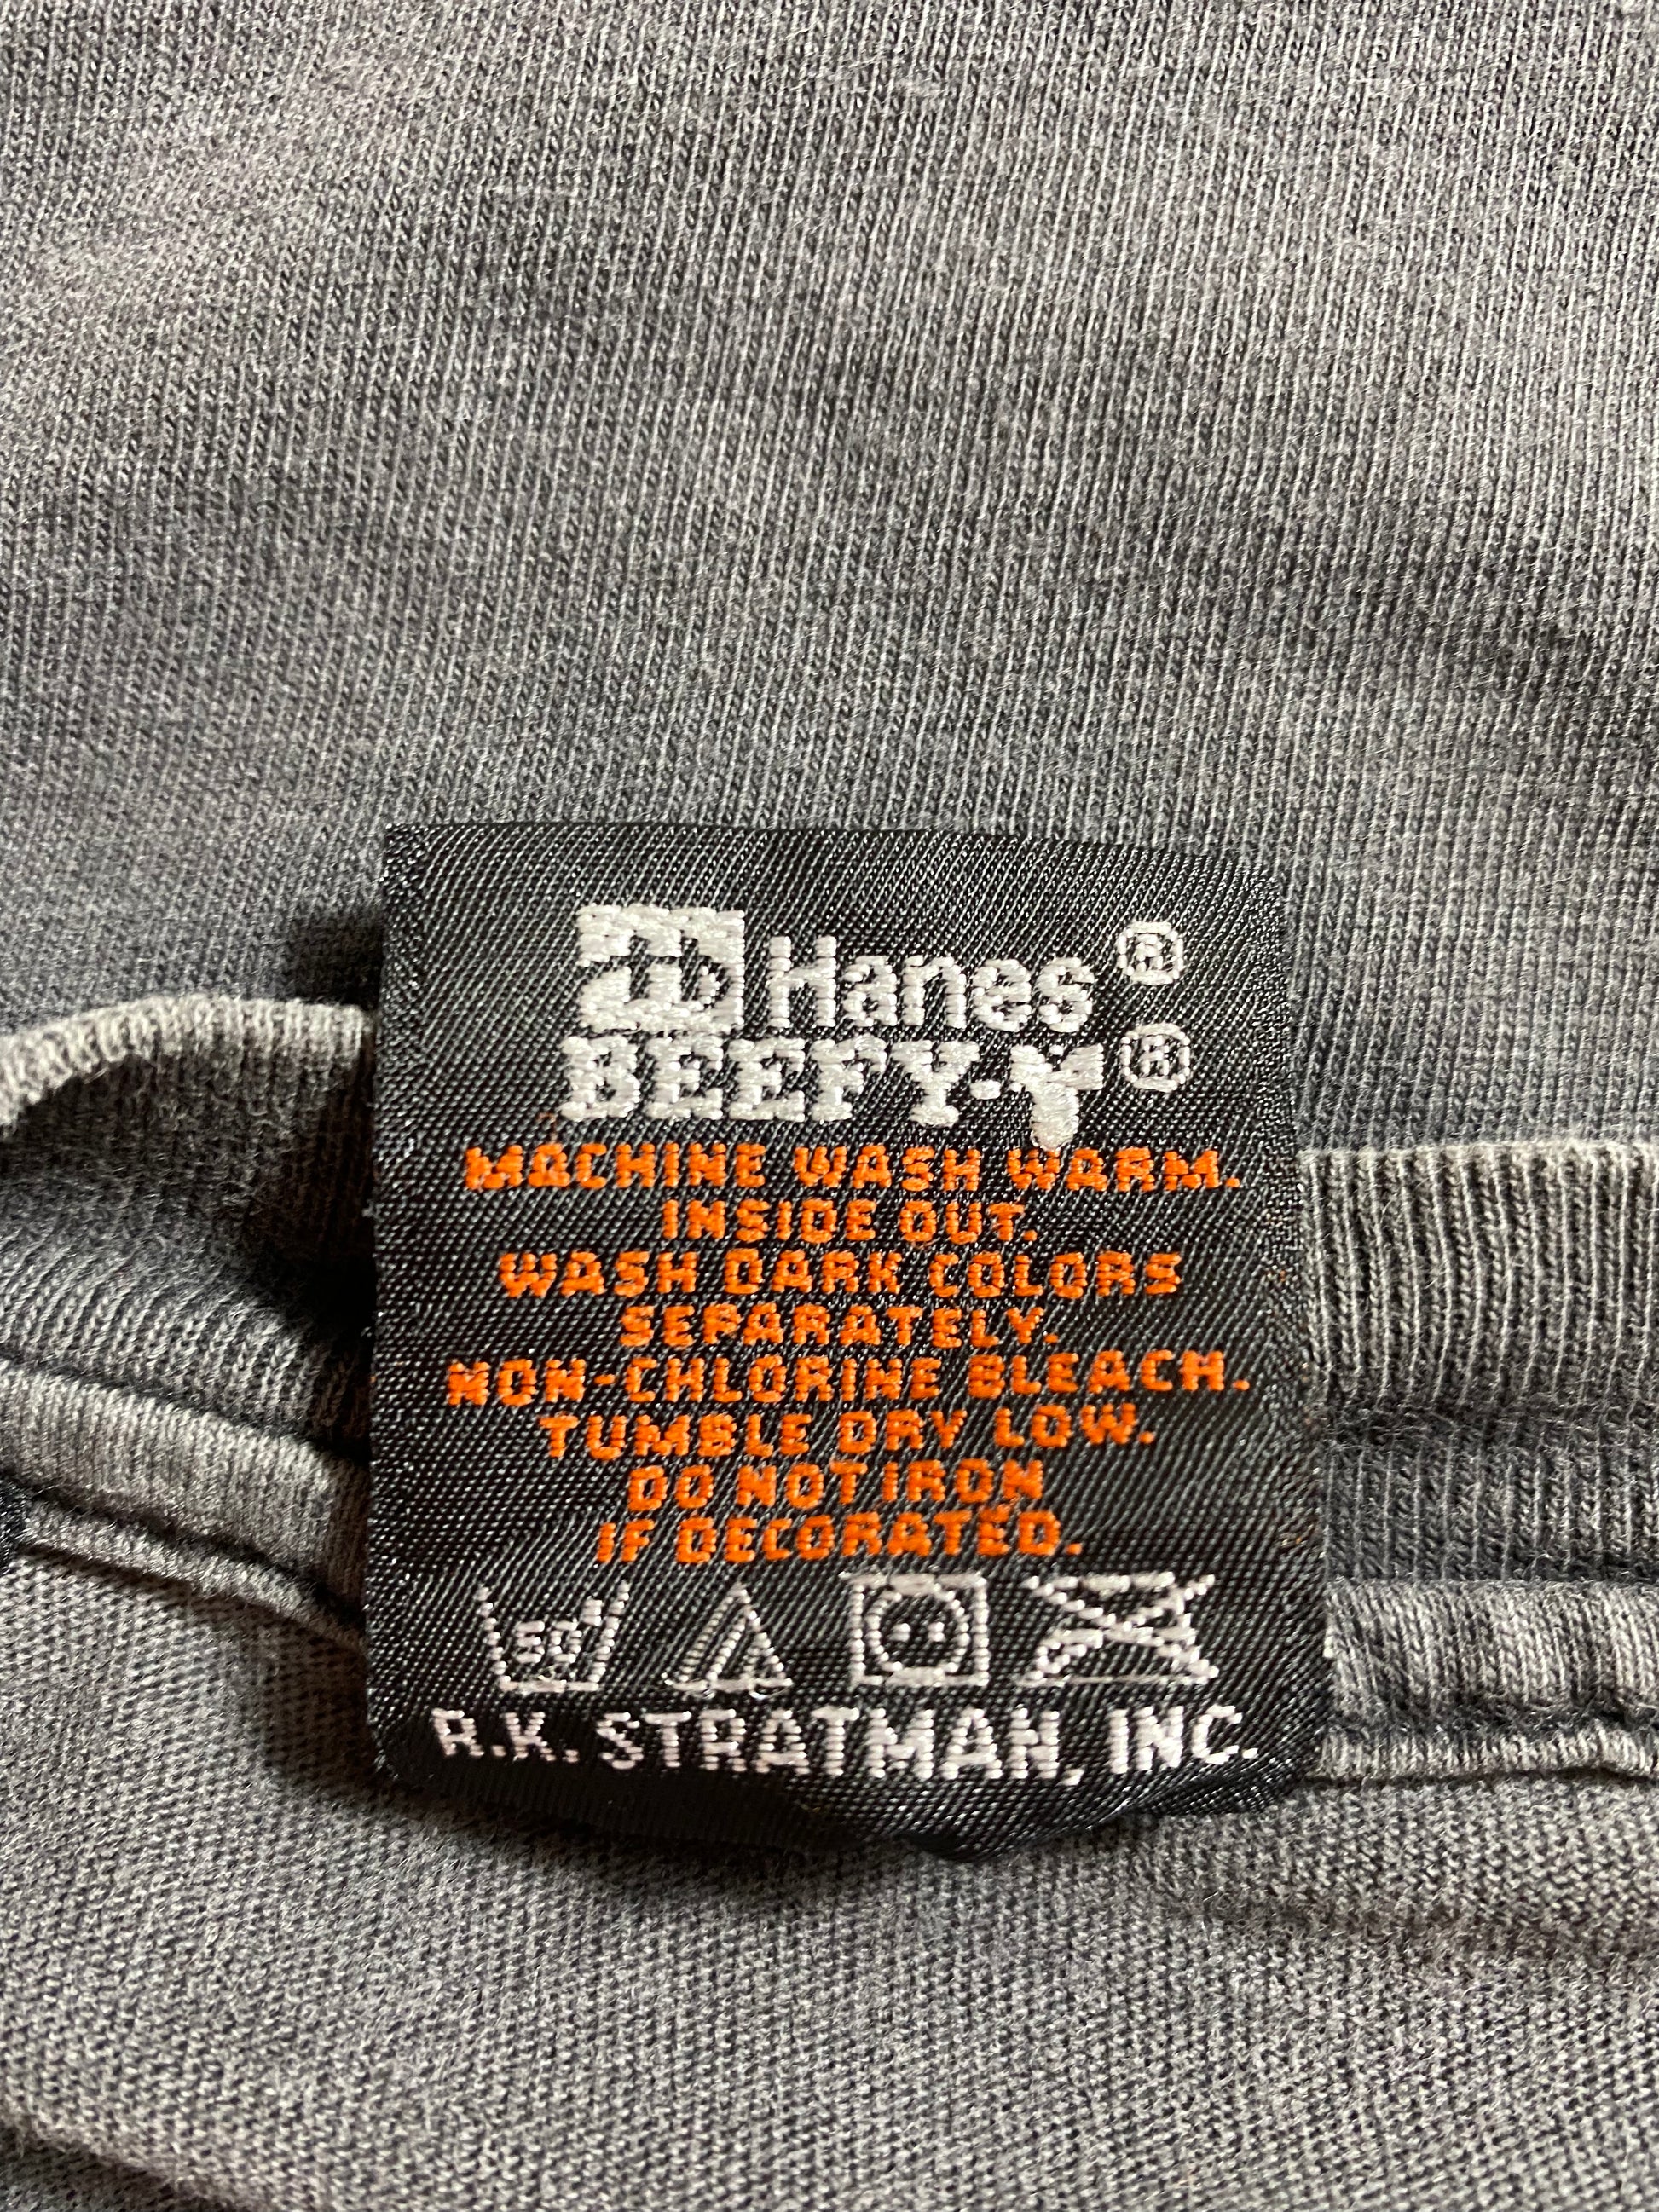 Hanes®
BEEFY-T®
MACHINE WASH WARM.
INSIDE OUT.
WASH DARK COLORS
SEPARATELY.
NON-CHLORINE BLEACH.
TUMBLE DRY LOW.
DO NOT IRON
IF DECORATED.
50°
R.K. STRATMAN, INC.